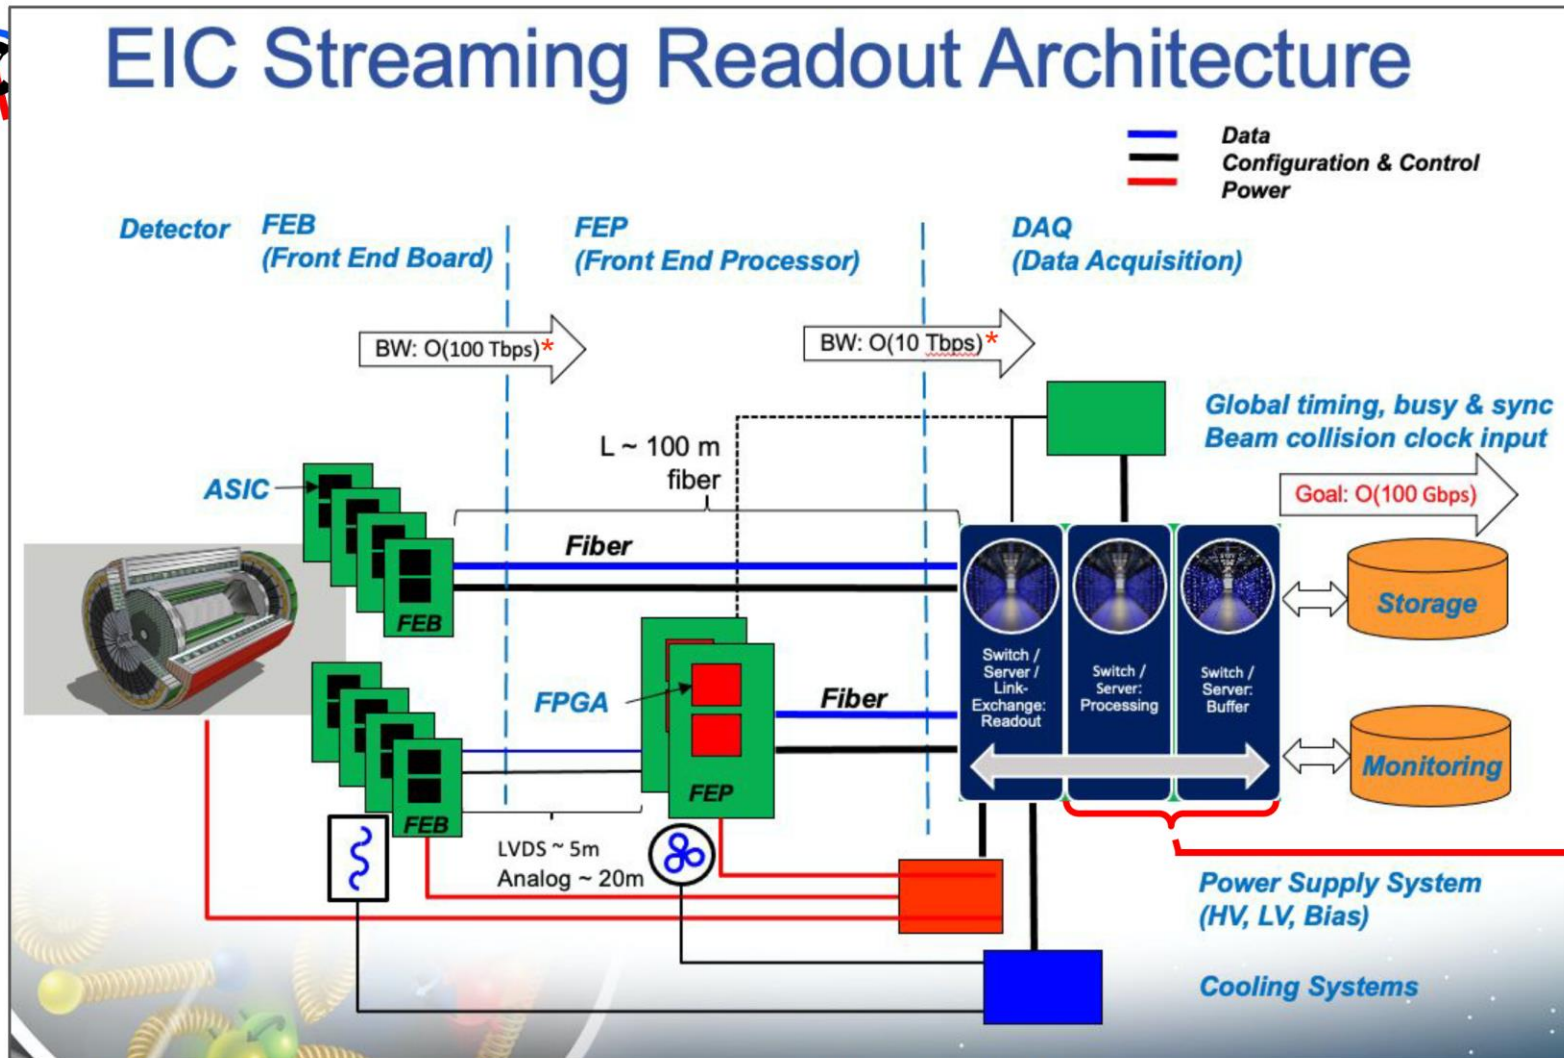 EIC Streaming Readout Architecture
Data
Configuration & Control
Power
Detector
FEB
(Front End Board)
FEP
(Front End Processor)
DAQ
(Data Acquisition)
BW: O(100 Tbps)*
BW: O(10 Tbps)*
Global timing, busy & sync
Beam collision clock input
L ~ 100 m
fiber
Goal: O(100 Gbps)
ASIC
Fiber
FEB
Storage
Switch /
Server /
Link-
Exchange:
Readout
Switch /
Server:
Processing
Switch /
Server:
Buffer
FPGA
Fiber
Monitoring
FEP
FEB
LVDS ~ 5m
Analog ~ 20m
Power Supply System
(HV, LV, Bias)
Cooling Systems